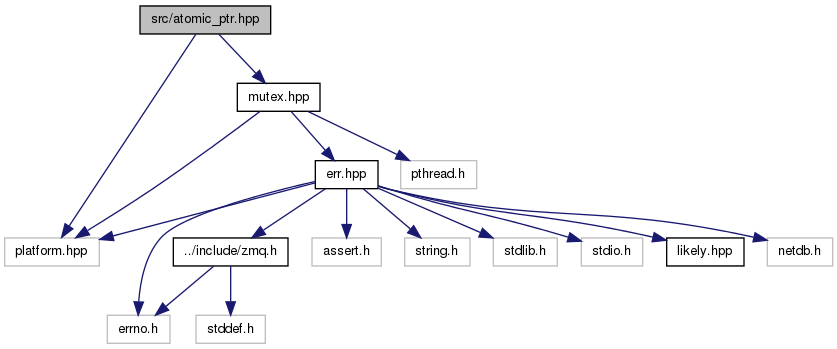 src/atomic_ptr.hpp
mutex.hpp
err.hpp
pthread.h
platform.hpp
../include/zmq.h
assert.h
string.h
stdlib.h
stdio.h
likely.hpp
netdb.h
errno.h
stddef.h